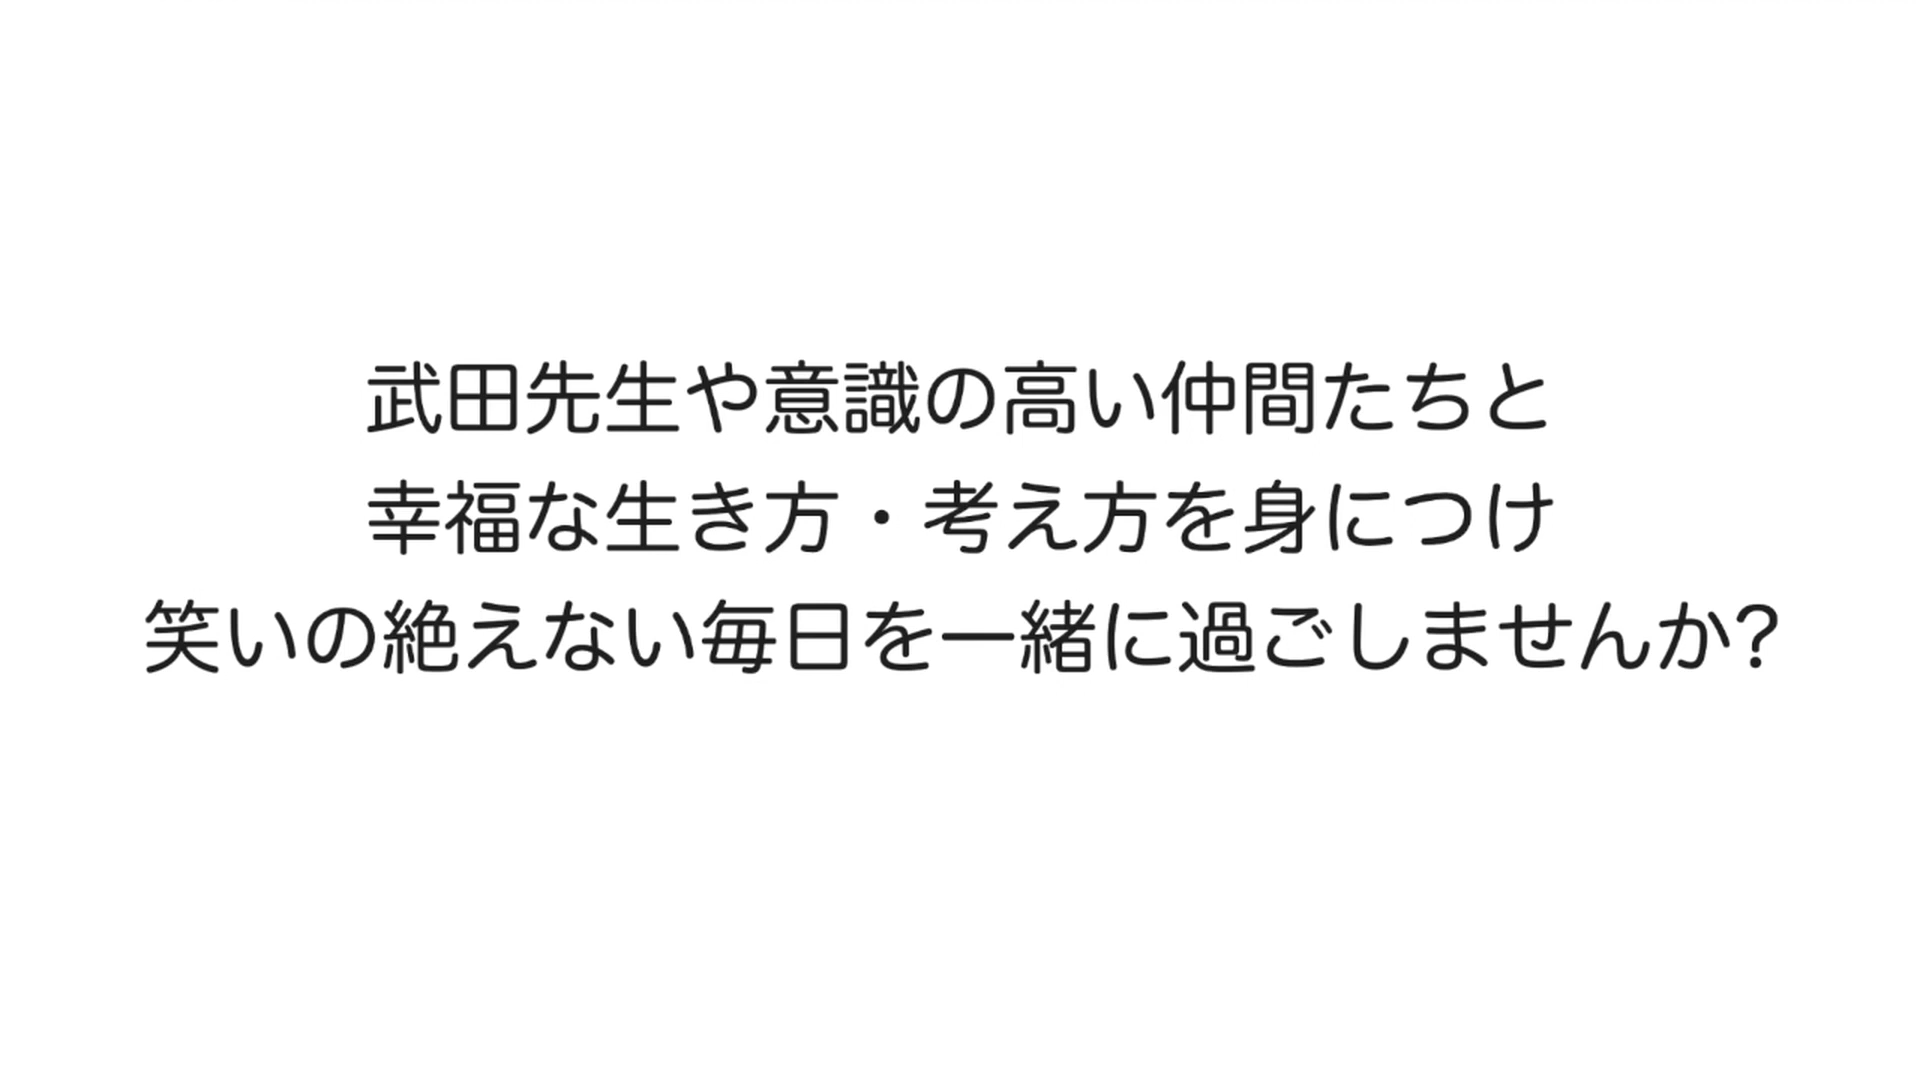 武田先生や意識の高い仲間たちと
幸福な生き方・考え方を身につけ
笑いの絶えない毎日を一緒に過ごしませんか?